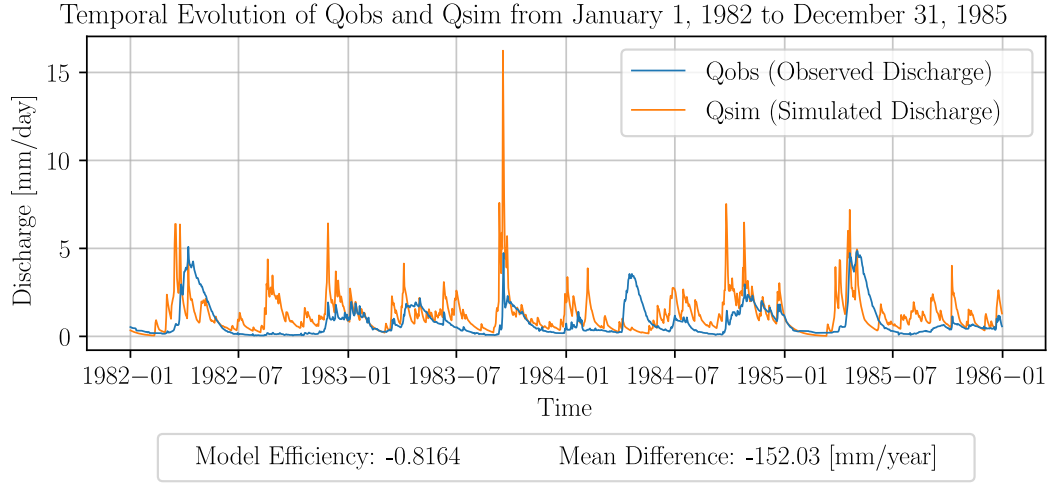 Temporal Evolution of Qobs and Qsim from January 1, 1982 to December 31, 1985
Qobs (Observed Discharge)
Qsim (Simulated Discharge)
Discharge [mm/day]
15
10
5
0
1982−01 1982−07 1983−01 1983−07 1984−01 1984−07 1985−01 1985−07 1986−01
Time
Model Efficiency: -0.8164 Mean Difference: -152.03 [mm/year]